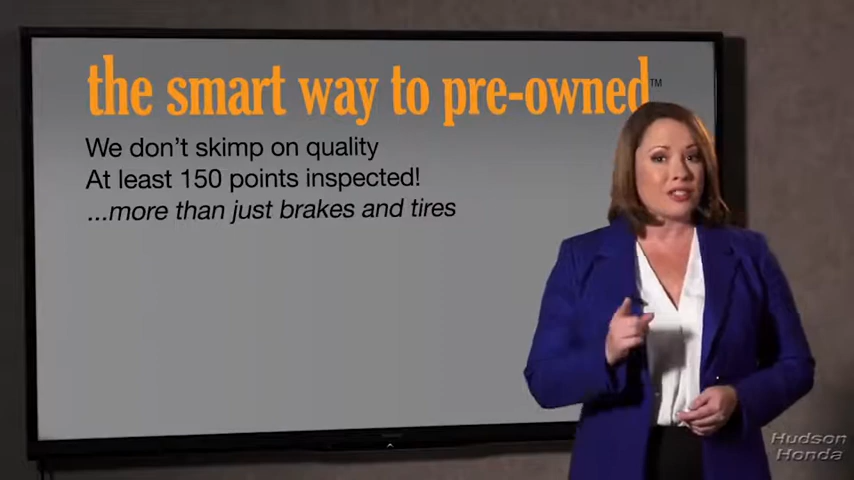 the smart way to pre-owned™
We don't skimp on quality
At least 150 points inspected!
...more than just brakes and tires
Hudson
Honda